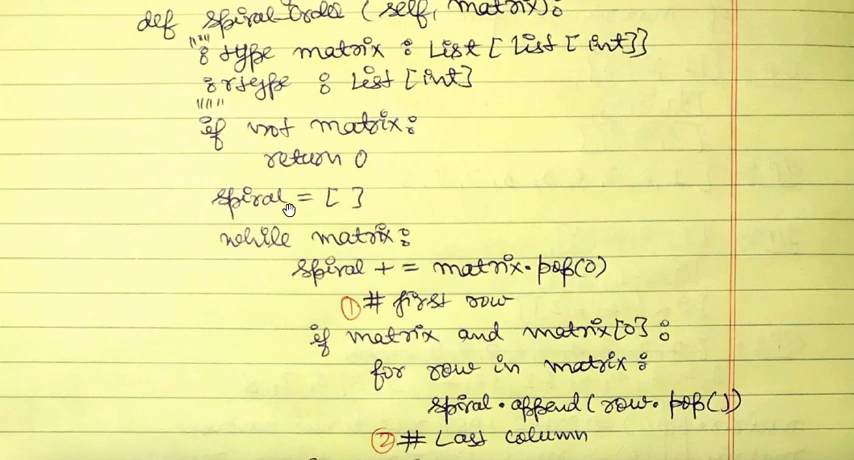 def spiralOrder (self, matrix):
"""
: type matrix : List [ List [ int]]
: rtype : List [int]
"""
if not matrix:
return 0
spiral = [ ]
while matrix:
spiral + = matrix.pop(0)
① # first row
if matrix and matrix[0] :
for row in matrix :
spiral.append(row.pop())
② # Last column